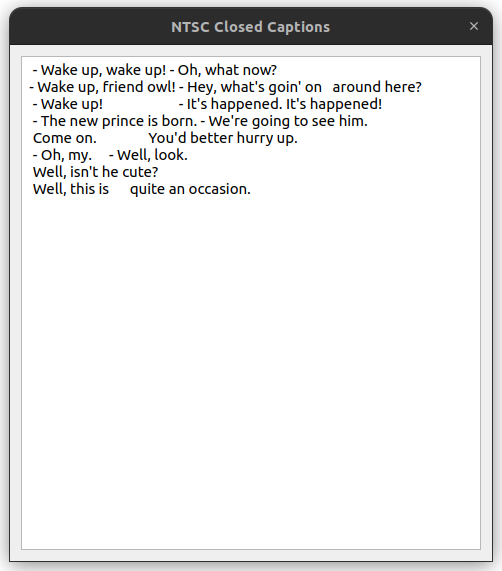 NTSC Closed Captions
- Wake up, wake up! - Oh, what now?
- Wake up, friend owl! - Hey, what's goin' on   around here?
- Wake up!                  - It's happened. It's happened!
- The new prince is born. - We're going to see him.
Come on.             You'd better hurry up.
- Oh, my.    - Well, look.
Well, isn't he cute?
Well, this is     quite an occasion.